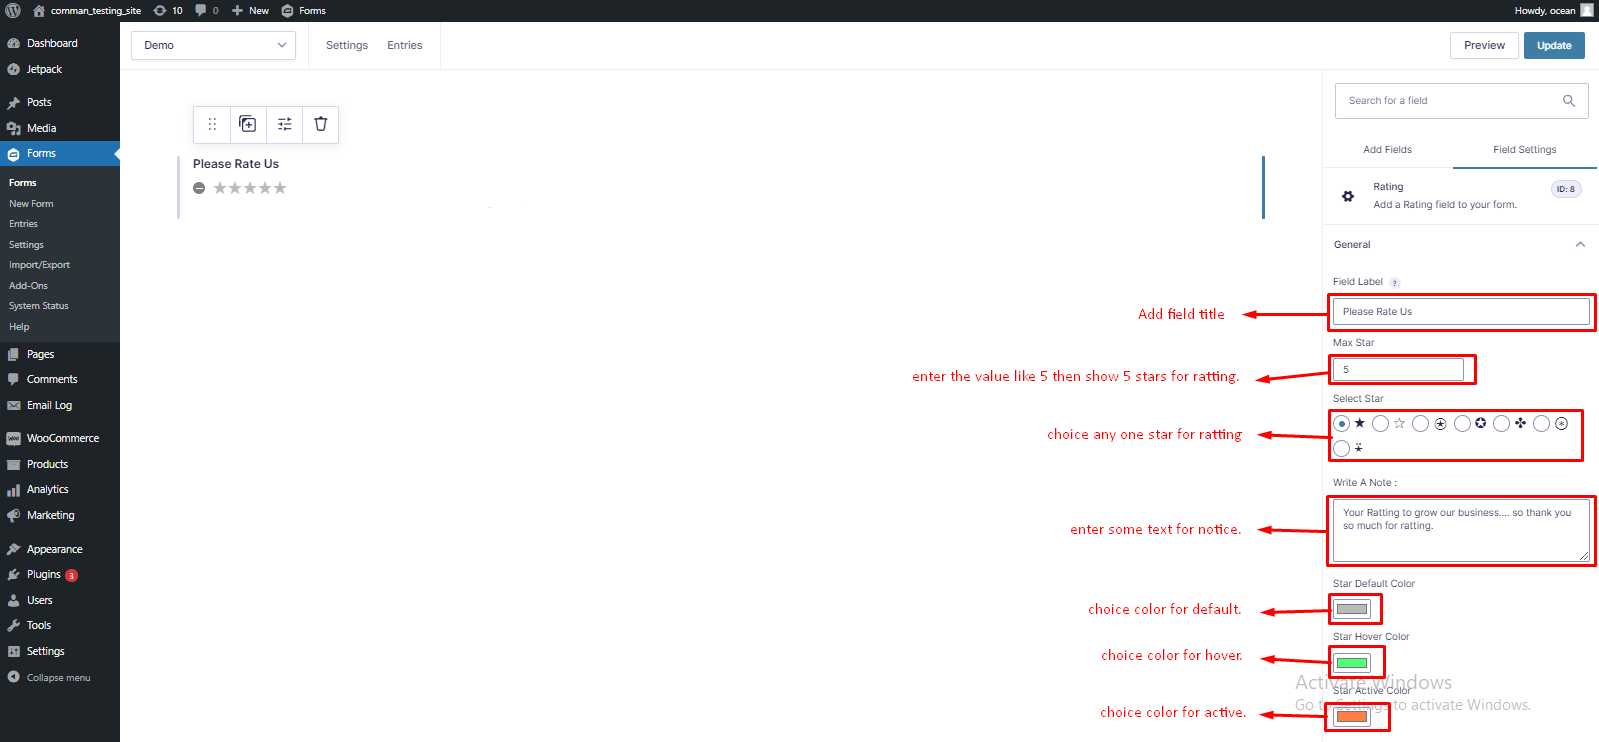 comman_testing_site 10 0 New Forms Howdy, ocean
Dashboard
Jetpack
Posts
Media
Forms
Forms
New Form
Entries
Settings
Import/Export
Add-Ons
System Status
Help
Pages
Comments
Email Log
WooCommerce
Products
Analytics
Marketing
Appearance
Plugins 3
Users
Tools
Settings
Collapse menu
Demo Settings Entries Preview Update
Please Rate Us
Search for a field
Add Fields Field Settings
Rating ID: 8
Add a Rating field to your form.
General
Field Label ?
Add field title Please Rate Us
Max Star
enter the value like 5 then show 5 stars for ratting. 5
Select Star
choice any one star for ratting
Write A Note :
Your Ratting to grow our business.... so thank you
so much for ratting.
enter some text for notice.
Star Default Color
choice color for default.
Star Hover Color
choice color for hover.
Activate Windows
Star Active Color
Go to Settings to activate Windows.
choice color for active.